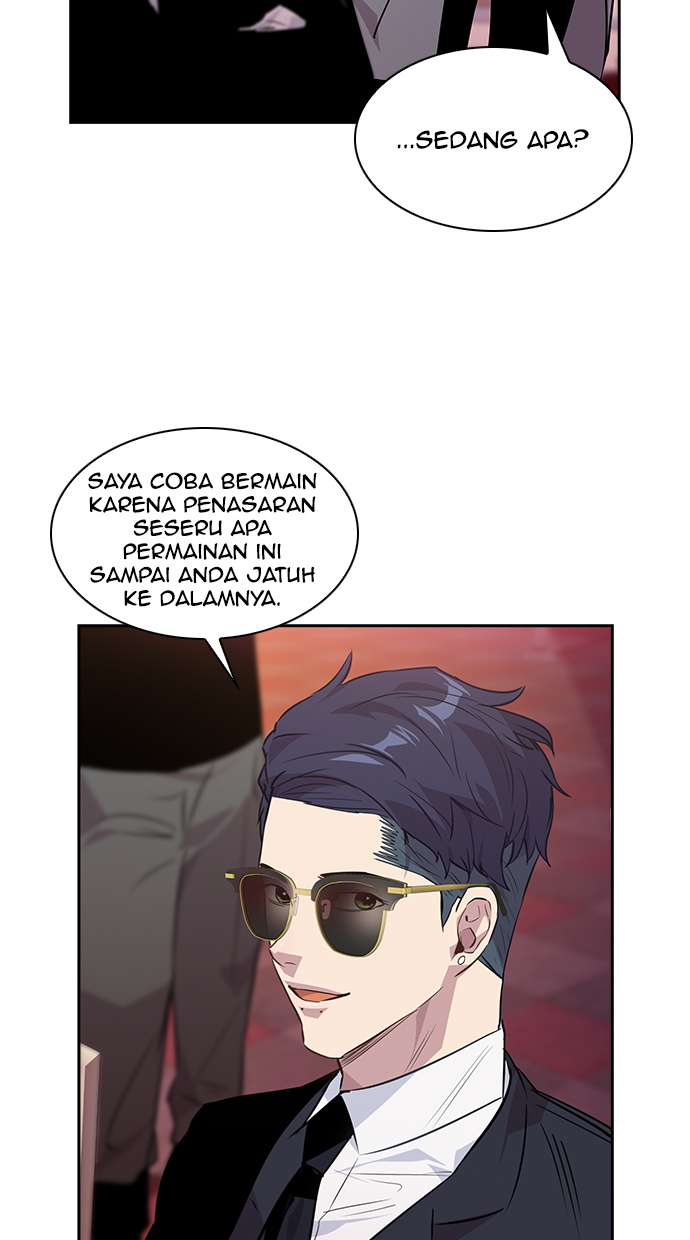 ...SEDANG APA?
SAYA COBA BERMAIN
KARENA PENASARAN
SESERU APA
PERMAINAN INI
SAMPAI ANDA JATUH
KE DALAMNYA.